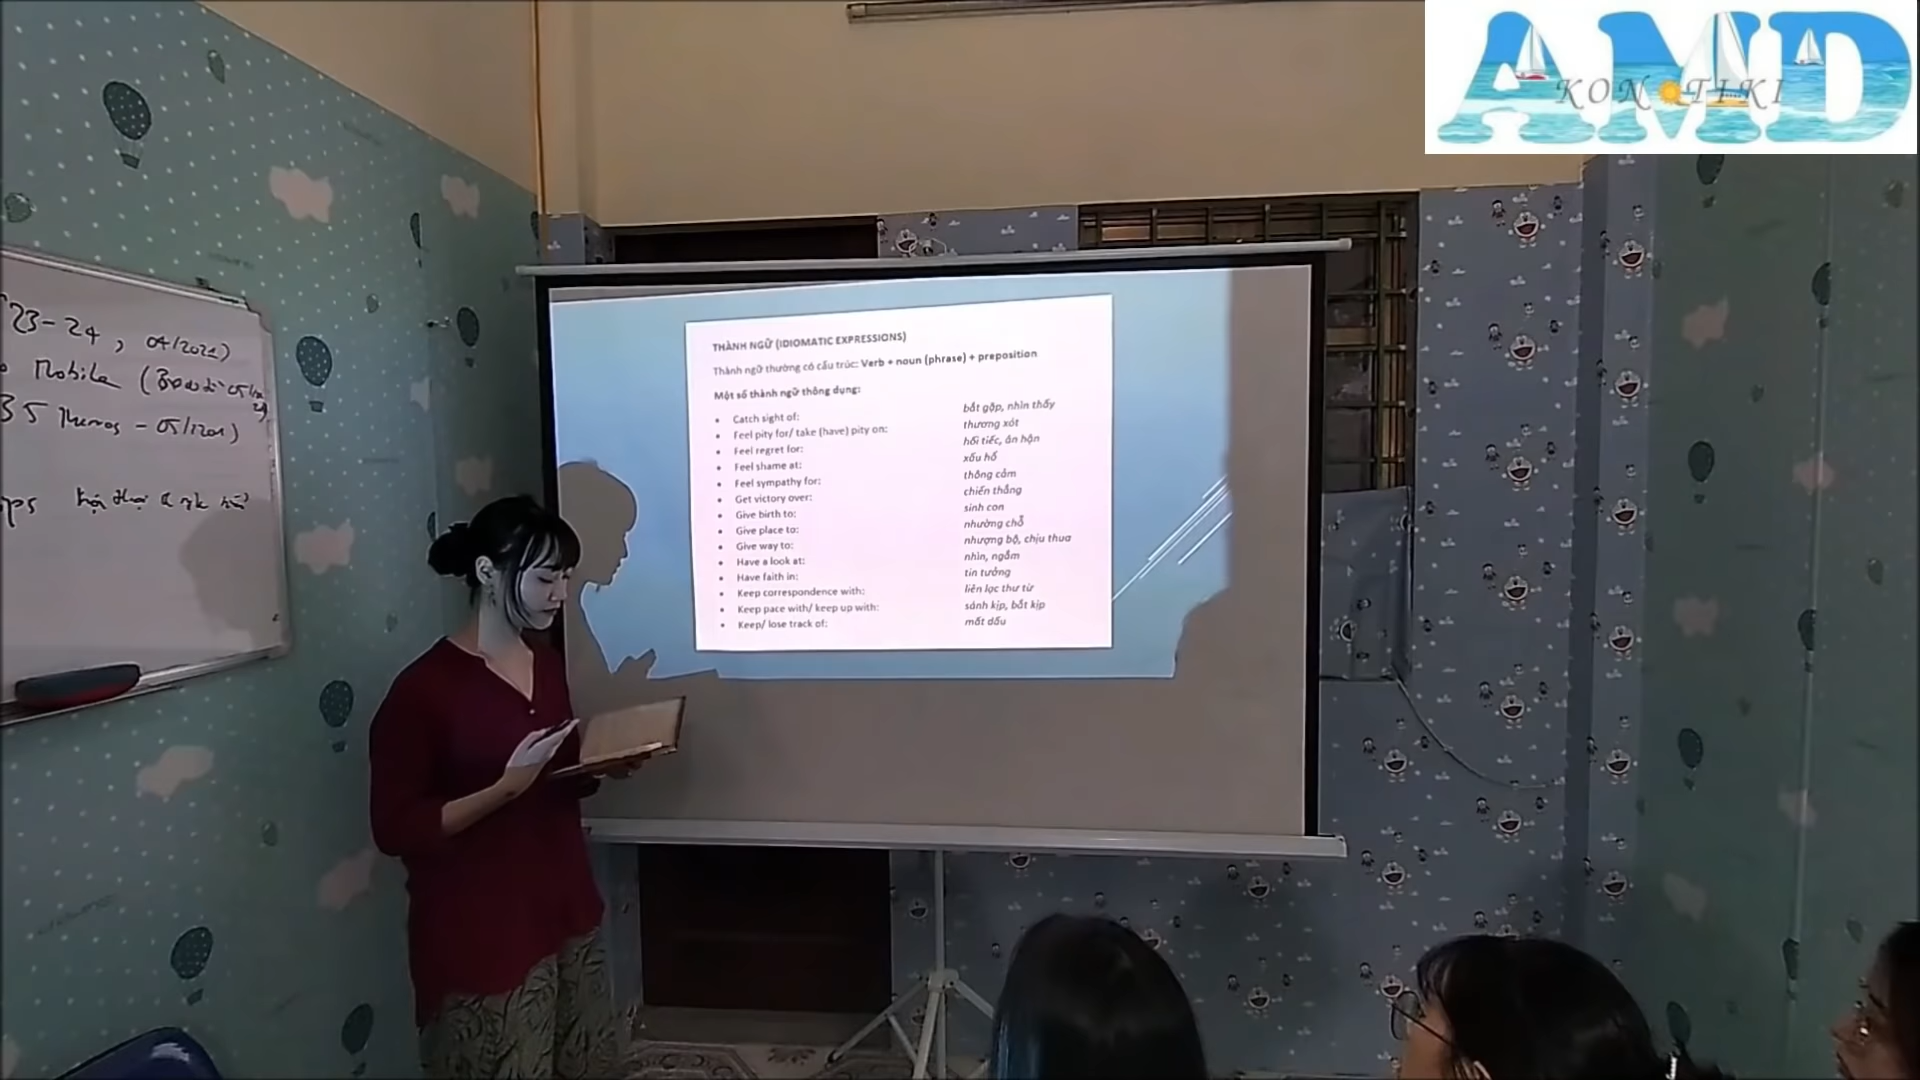 AMD
KON TIKI
23-24, 04/2021)
Mobile (
THÀNH NGỮ (IDIOMATIC EXPRESSIONS)
Thành ngữ thường có cấu trúc: Verb + noun (phrase) + preposition
Một số thành ngữ thông dụng:
• Catch sight of: bắt gặp, nhìn thấy
• Feel pity for/ take (have) pity on: thương xót
• Feel regret for: hối tiếc, ân hận
• Feel shame at: xấu hổ
• Feel sympathy for: thông cảm
• Get victory over: chiến thắng
• Give birth to: sinh con
• Give place to: nhường chỗ
• Give way to: nhượng bộ, chịu thua
• Have a look at: nhìn, ngắm
• Have faith in: tin tưởng
• Keep correspondence with: liên lạc thư từ
• Keep pace with/ keep up with: sánh kịp, bắt kịp
• Keep/ lose track of: mất dấu